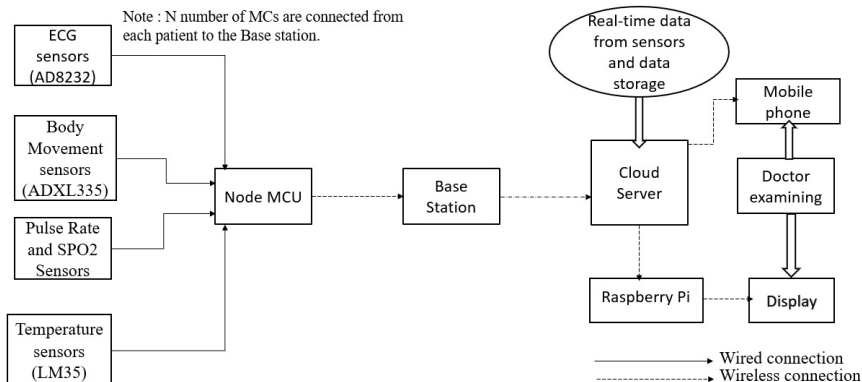 Note : N number of MCs are connected from
each patient to the Base station.
ECG
sensors
(AD8232)
Body
Movement
sensors
(ADXL335)
Pulse Rate
and SPO2
Sensors
Temperature
sensors
(LM35)
Node MCU
Base
Station
Real-time data
from sensors
and data
storage
Cloud
Server
Raspberry Pi
Mobile
phone
Doctor
examining
Display
Wired connection
Wireless connection